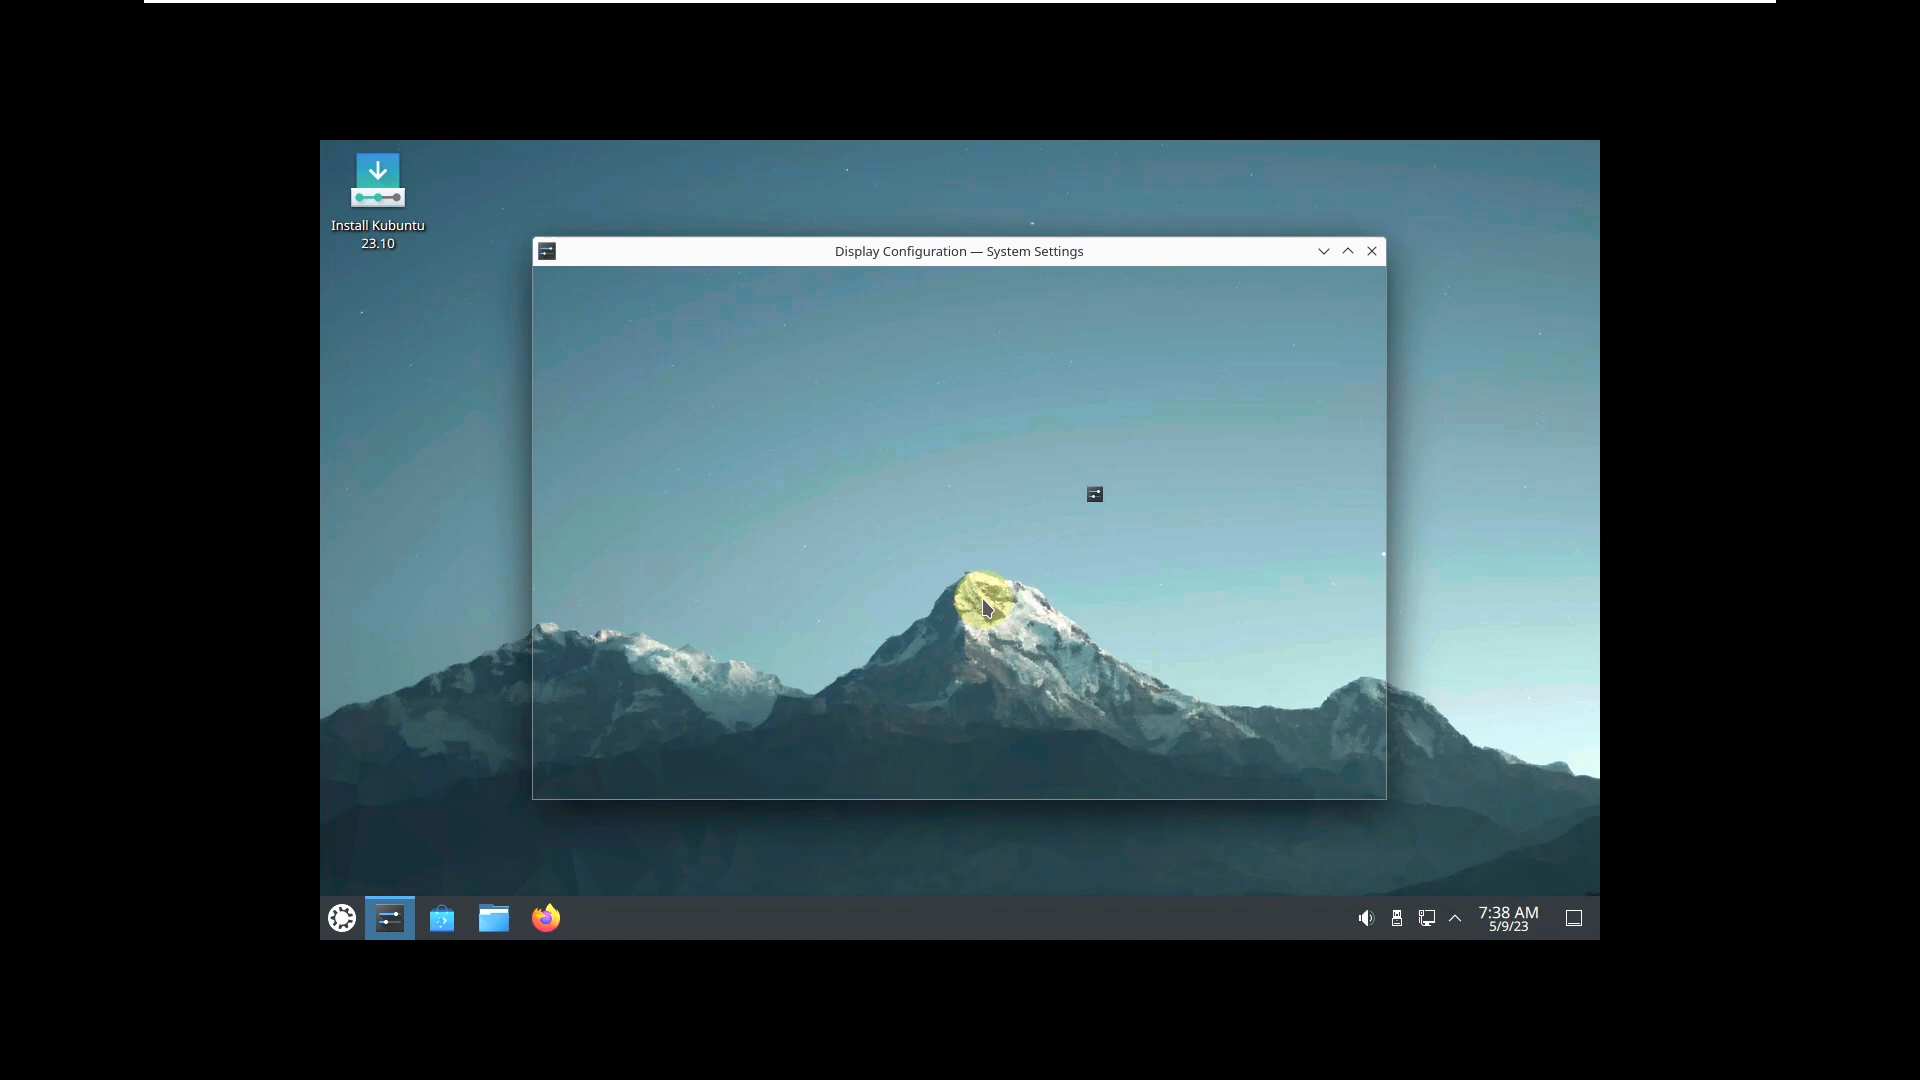 Install Kubuntu
23.10
Display Configuration — System Settings
7:38 AM
5/9/23